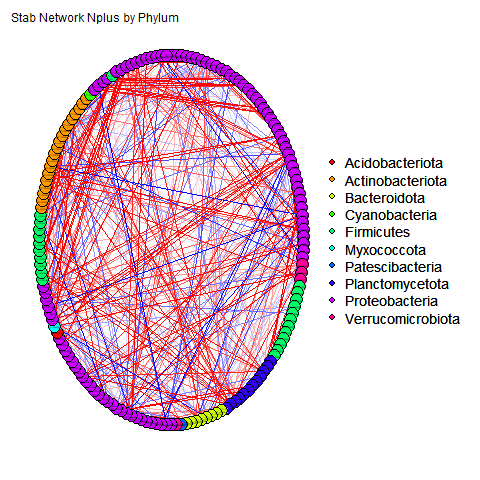 Stab Network Nplus by Phylum
Acidobacteriota
Actinobacteriota
Bacteroidota
Cyanobacteria
Firmicutes
Myxococcota
Patescibacteria
Planctomycetota
Proteobacteria
Verrucomicrobiota